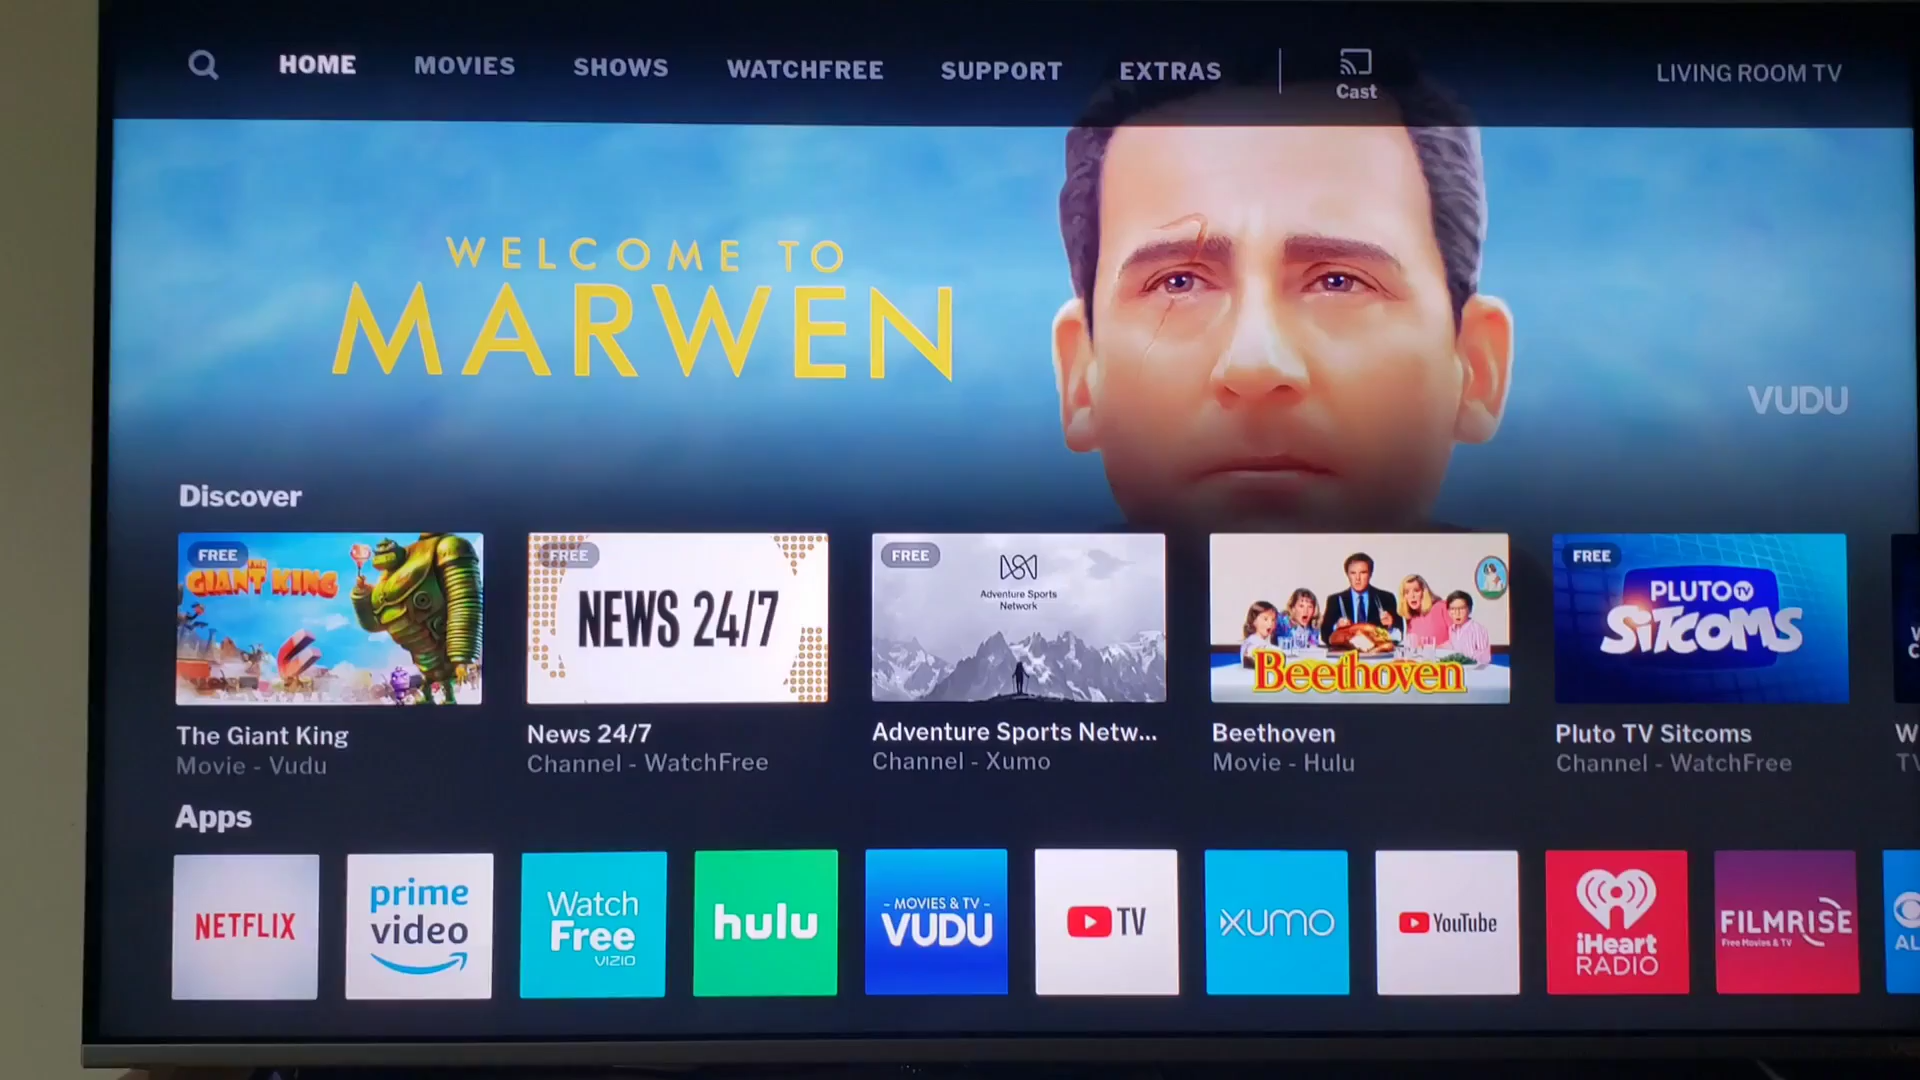 HOME MOVIES SHOWS WATCHFREE SUPPORT EXTRAS Cast LIVING ROOM TV
WELCOME TO
MARWEN
VUDU
Discover
FREE
THE
GIANT KING
FREE
NEWS 24/7
FREE
Adventure Sports
Network
Beethoven
FREE
PLUTO TV
SiTCOMS
The Giant King
Movie - Vudu
News 24/7
Channel - WatchFree
Adventure Sports Netw...
Channel - Xumo
Beethoven
Movie - Hulu
Pluto TV Sitcoms
Channel - WatchFree
Apps
NETFLIX
prime
video
Watch
Free
VIZIO
hulu
- MOVIES & TV -
VUDU
TV
XUMO
YouTube
iHeart
RADIO
FILMRISE
Free Movies & TV